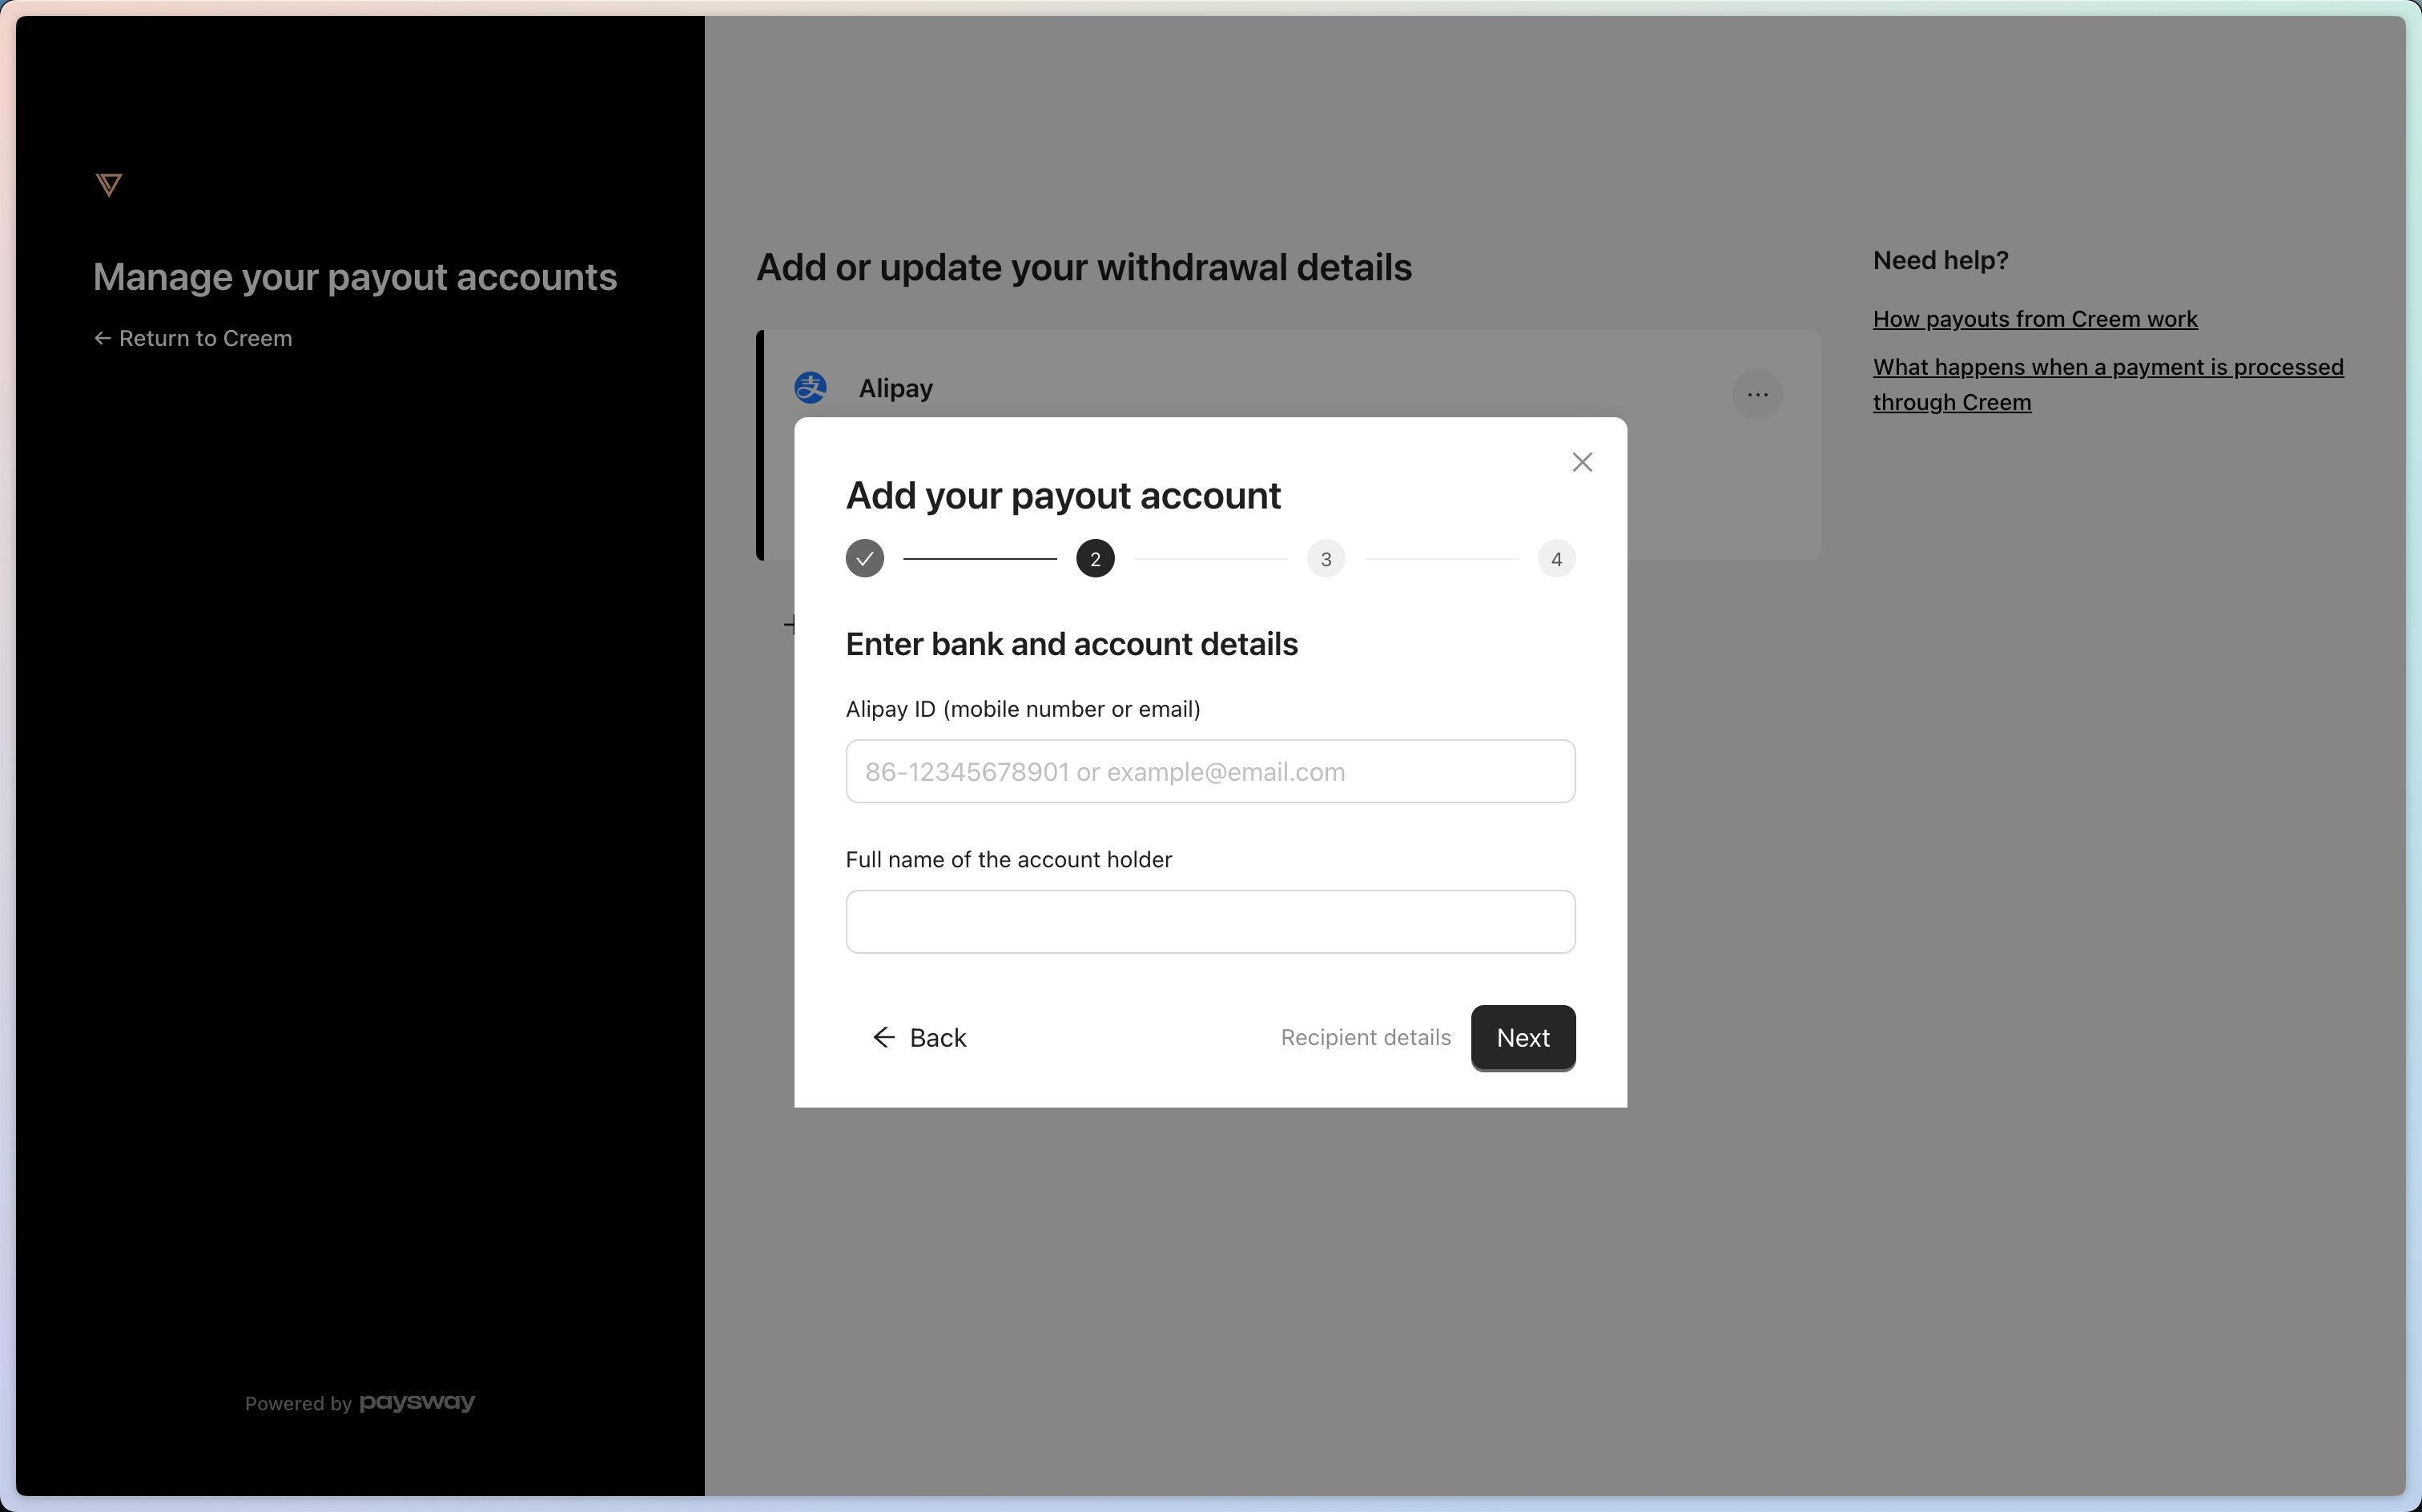 Manage your payout accounts
← Return to Creem
Powered by paysway
Add or update your withdrawal details
支 Alipay
...
Need help?
How payouts from Creem work
What happens when a payment is processed
through Creem
Add your payout account
2
3
4
Enter bank and account details
Alipay ID (mobile number or email)
86-12345678901 or example@email.com
Full name of the account holder
← Back
Recipient details
Next